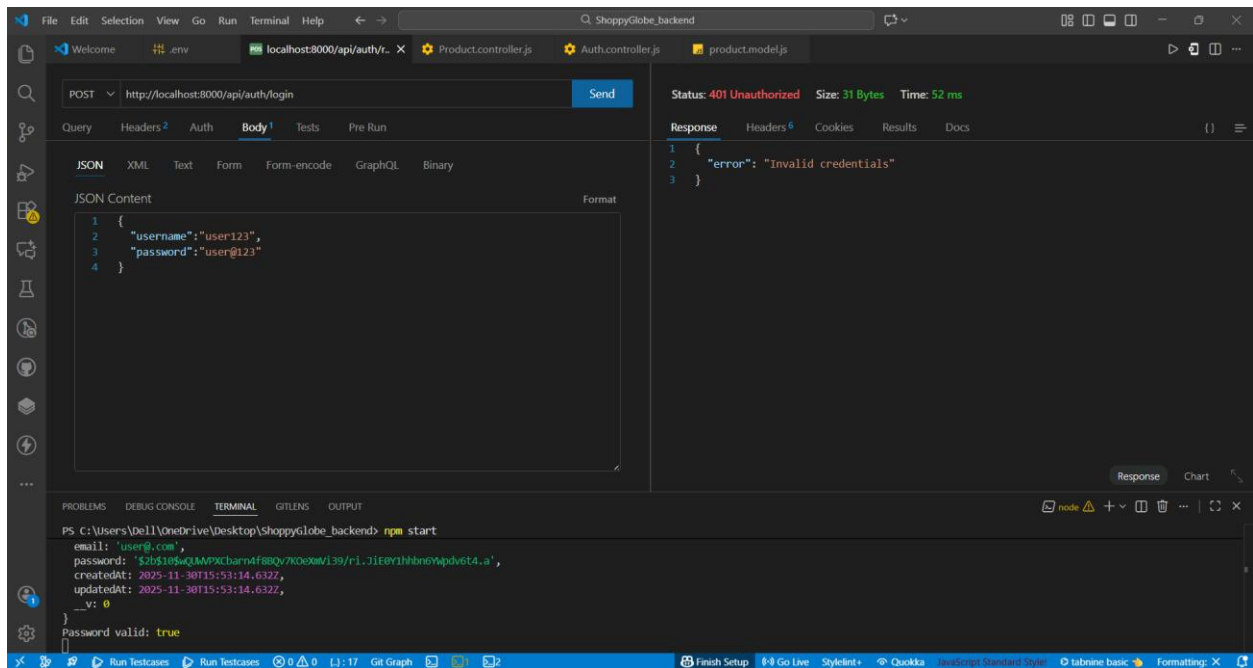 File Edit Selection View Go Run Terminal Help ShoppyGlobe_backend
Welcome .env POS localhost:8000/api/auth/r.. Product.controller.js Auth.controller.js product.model.js
POST http://localhost:8000/api/auth/login Send
Status: 401 Unauthorized Size: 31 Bytes Time: 52 ms
Query Headers 2 Auth Body 1 Tests Pre Run
Response Headers 6 Cookies Results Docs {}
1 {
2 "error": "Invalid credentials"
3 }
JSON XML Text Form Form-encode GraphQL Binary
JSON Content Format
1 {
2 "username":"user123",
3 "password":"user@123"
4 }
Response Chart
PROBLEMS DEBUG CONSOLE TERMINAL GITLENS OUTPUT node
PS C:\Users\Dell\OneDrive\Desktop\ShoppyGlobe_backend> npm start
email: 'user@.com',
createdAt: 2025-11-30T15:53:14.632Z,
updatedAt: 2025-11-30T15:53:14.632Z,
__v: 0
}
Password valid: true
Run Testcases Run Testcases 0 0 {..}: 17 Git Graph 1 2 Finish Setup Go Live Stylelint+ Quokka JavaScript Standard Style tabnine basic Formatting: X